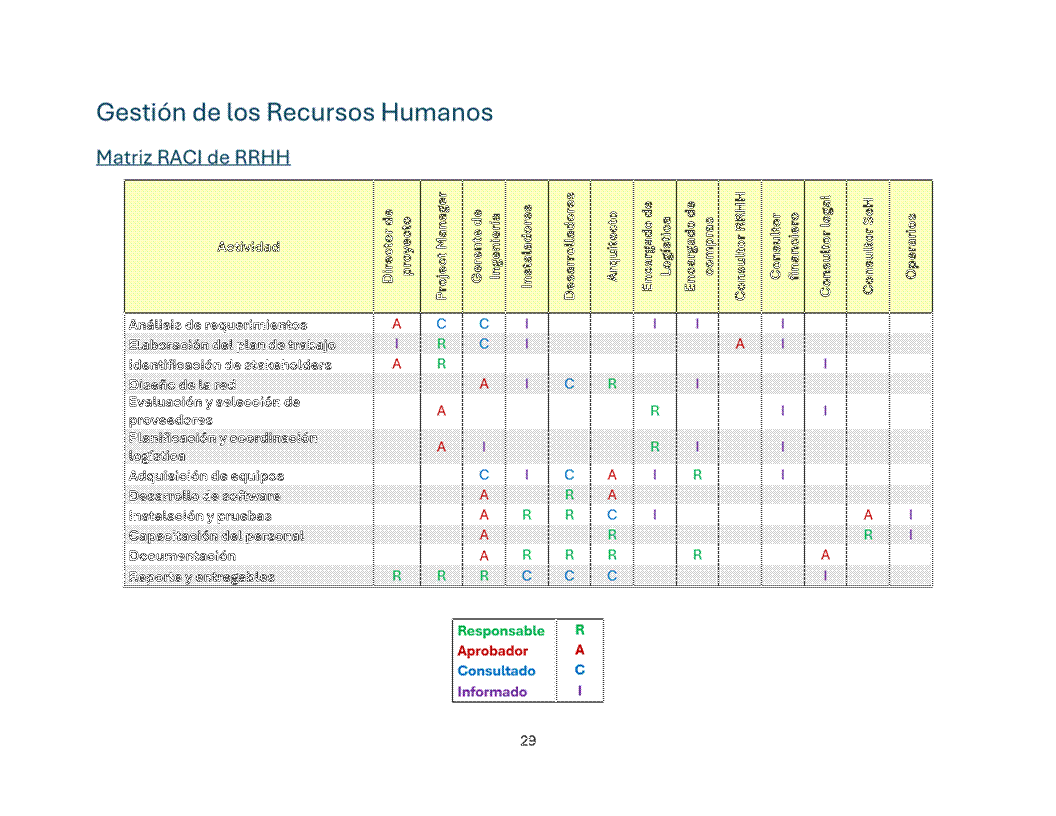 Gestión de los Recursos Humanos
Matriz RACI de RRHH
Actividad Director de proyecto Project Manager Gerente de Ingeniería Instaladores Desarrolladores Arquitecto Encargado de Logística Encargado de compras Consultor RRHH Consultor financiero Consultor legal Consultor SeH Operarios
Análisis de requerimientos A C C I I I I
Elaboración del plan de trabajo I R C I A I
Identificación de stakeholders A R I
Diseño de la red A I C R I
Evaluación y selección de
proveedores A R I I
Planificación y coordinación
logística A I R I I
Adquisición de equipos C I C A I R I
Desarrollo de software A R A
Instalación y pruebas A R R C I A I
Capacitación del personal A R R I
Documentación A R R R R A
Reporte y entregables R R R C C C I
Responsable R
Aprobador A
Consultado C
Informado I
29